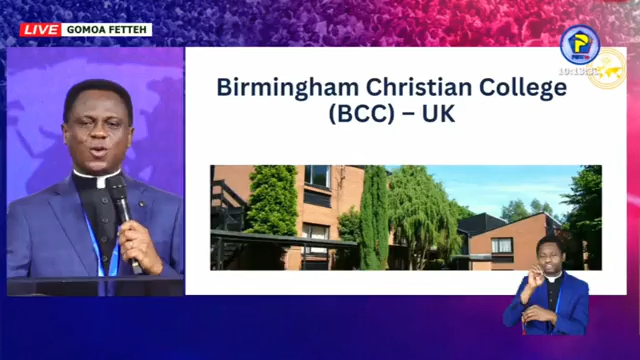 LIVE GOMOA FETTEH
Birmingham Christian College
(BCC) – UK